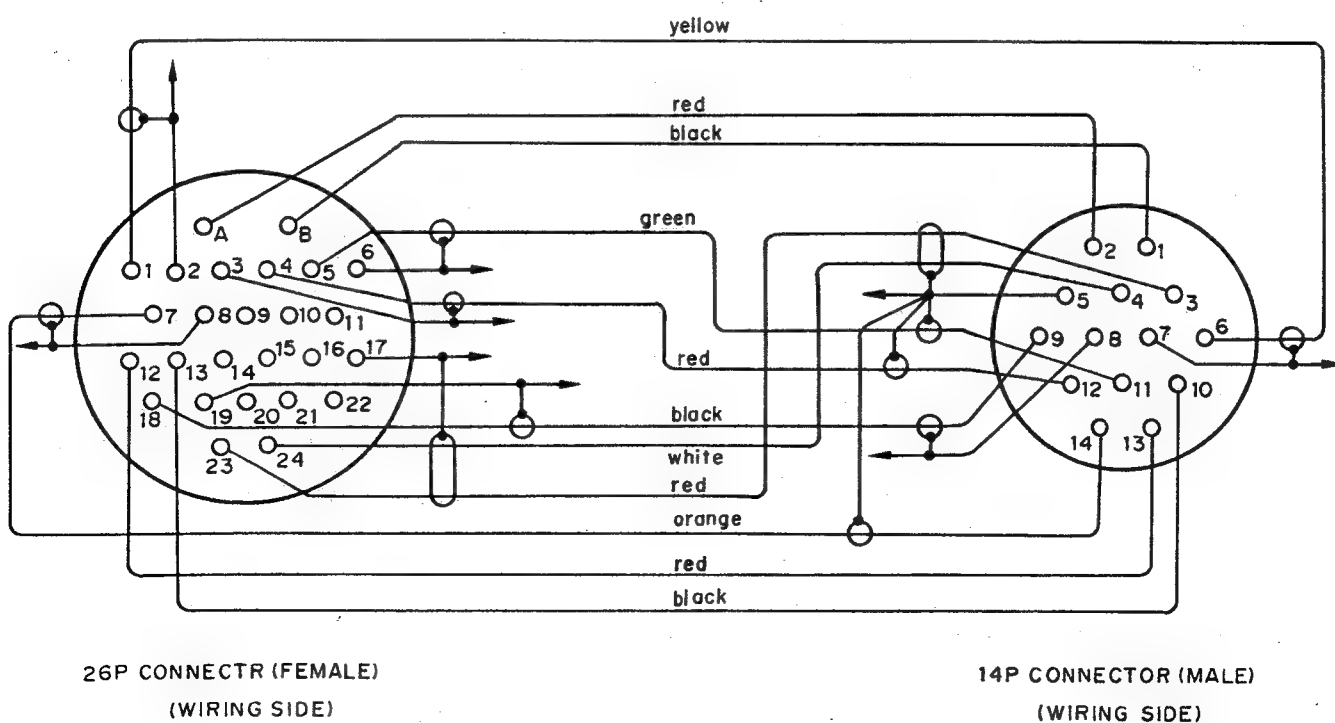 yellow
red
black
green
A B
1 2 3 4 5 6
7 8 9 10 11
12 13 14 15 16 17
18 19 20 21 22
23 24
2 1
5 4 3
9 8 7 6
12 11 10
14 13
red
black
white
red
orange
red
black
26P CONNECTR (FEMALE)
(WIRING SIDE)
14P CONNECTOR (MALE)
(WIRING SIDE)